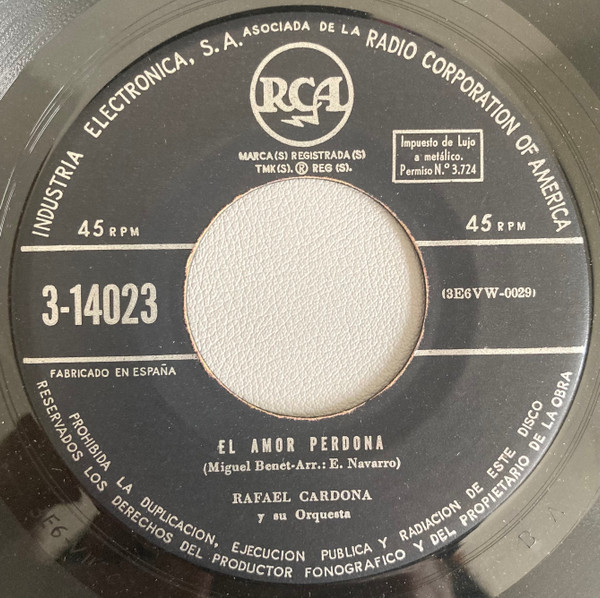 INDUSTRIA ELECTRONICA, S.A. ASOCIADA DE LA RADIO CORPORATION OF AMERICA
RCA
MARCA(S) REGISTRADA(S)
TMK(S). ® REG (S).
Impuesto de Lujo
a metálico.
Permiso N.º 3.724
45 RPM
45 RPM
3-14023
(3E6VW-0029)
FABRICADO EN ESPAÑA
EL AMOR PERDONA
(Miguel Benet-Arr.: E. Navarro)
RAFAEL CARDONA
y su Orquesta
PROHIBIDA LA DUPLICACION, EJECUCION PUBLICA Y RADIACION DE ESTE DISCO
RESERVADOS LOS DERECHOS DEL PRODUCTOR FONOGRAFICO Y DEL PROPIETARIO DE LA OBRA